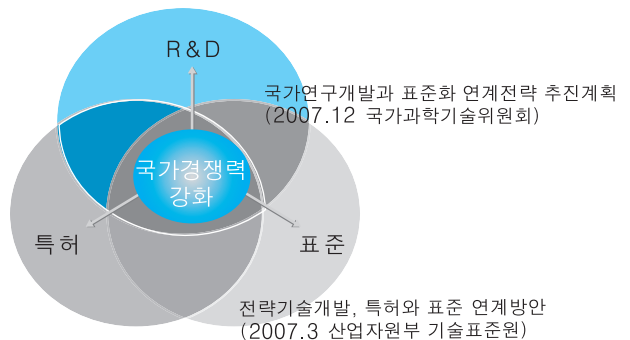 R&D
국가연구개발과 표준화 연계전략 추진계획
(2007.12 국가과학기술위원회)
국가경쟁력
강화
특허
표준
전략기술개발, 특허와 표준 연계방안
(2007.3 산업자원부 기술표준원)